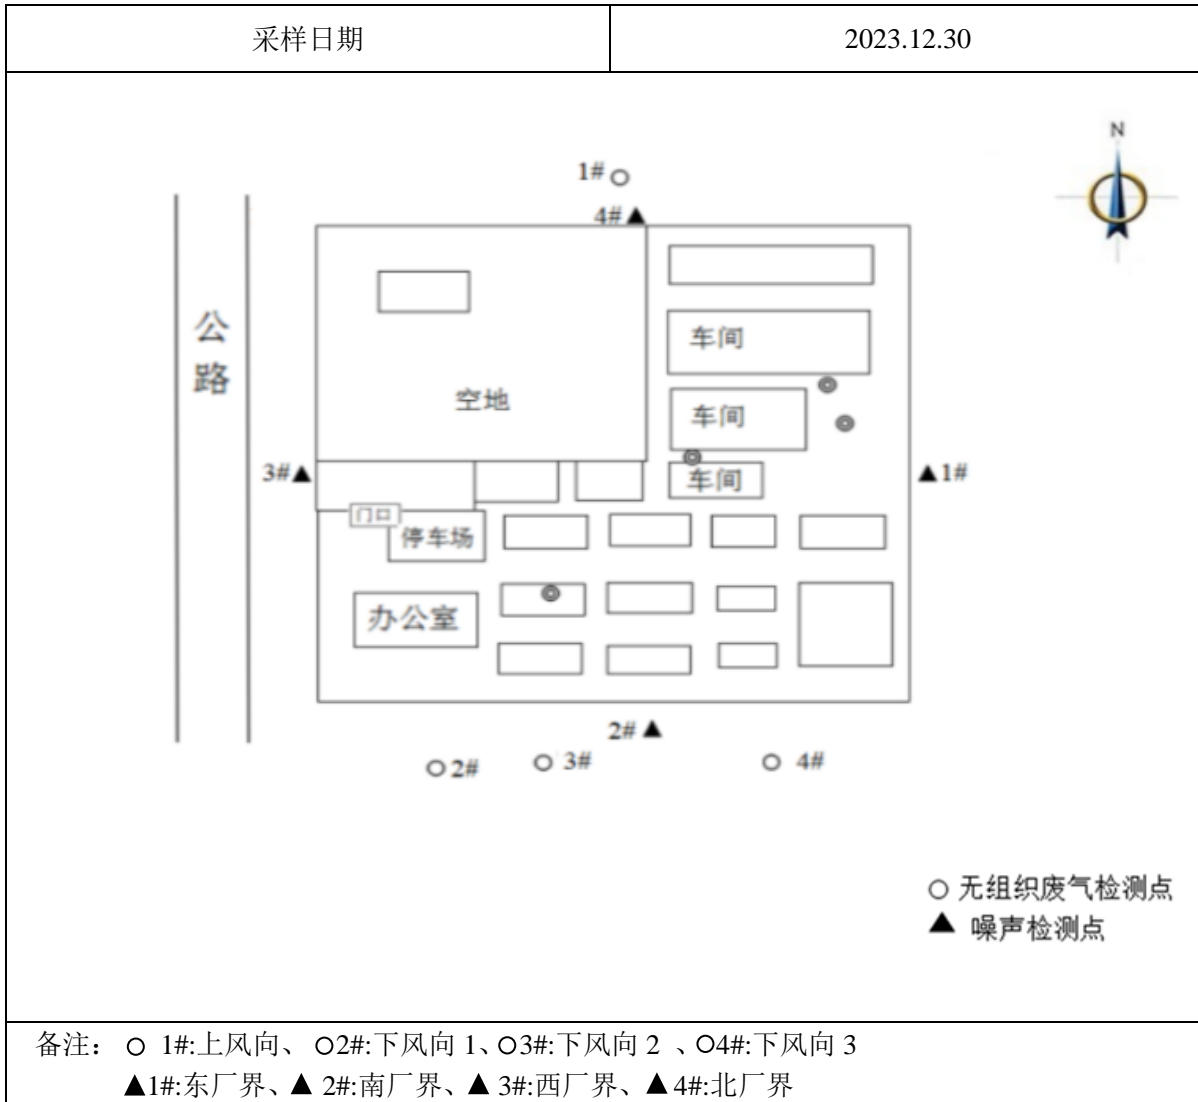 采样日期 2023.12.30
N
1#○
4#▲
公路
车间
空地
车间
3#▲
▲1#
车间
门口
停车场
办公室
2#▲
○2#
○ 3#
○ 4#
○ 无组织废气检测点
▲ 噪声检测点
备注： ○ 1#:上风向、 ○2#:下风向 1、○3#:下风向 2 、○4#:下风向 3
▲1#:东厂界、▲ 2#:南厂界、▲ 3#:西厂界、▲ 4#:北厂界